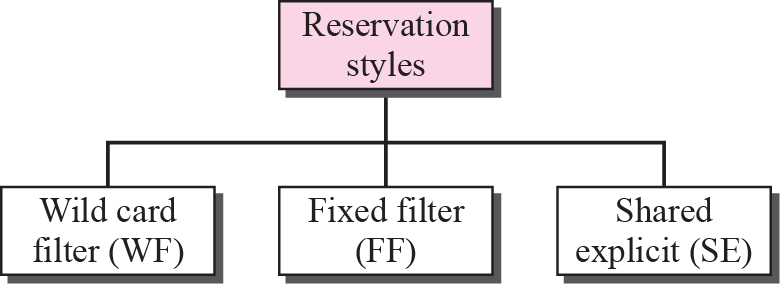 Reservation
styles
Wild card
filter (WF)
Fixed filter
(FF)
Shared
explicit (SE)